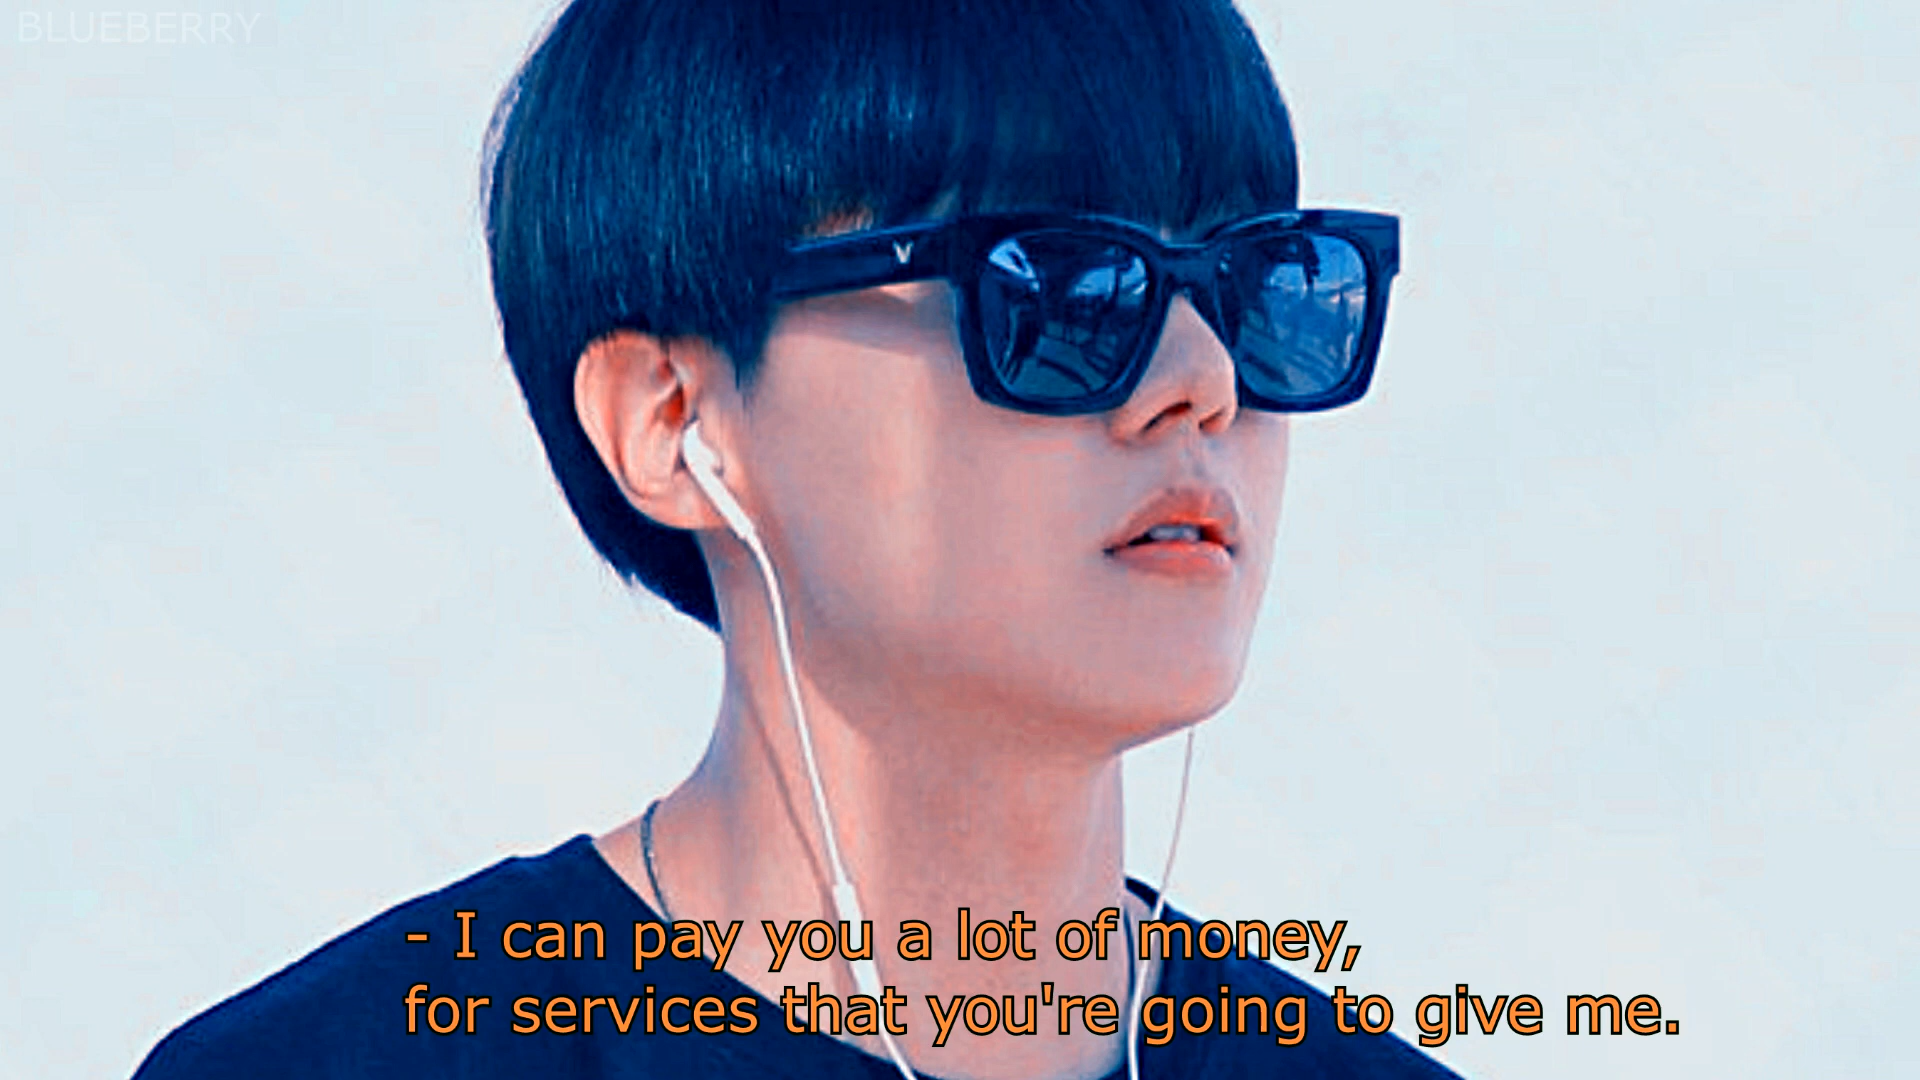 BLUEBERRY
V
- I can pay you a lot of money,
for services that you're going to give me.